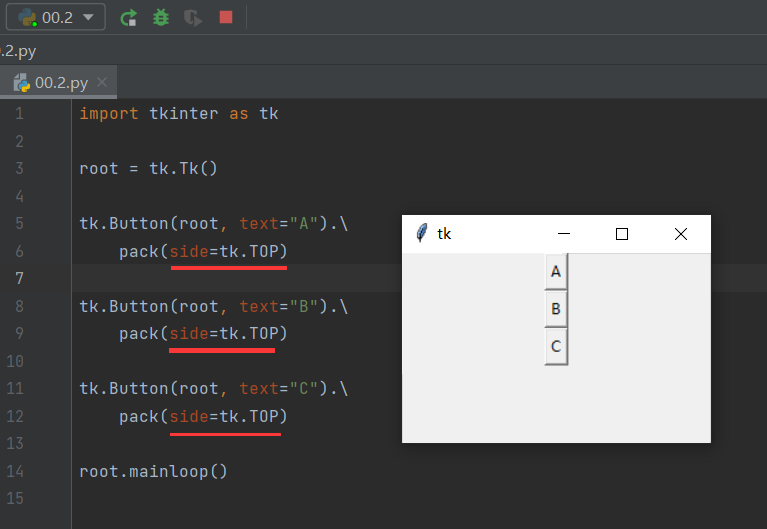 00.2
.2.py
00.2.py
1 import tkinter as tk
2
3 root = tk.Tk()
4
5 tk.Button(root, text="A").\
6     pack(side=tk.TOP)
7
8 tk.Button(root, text="B").\
9     pack(side=tk.TOP)
10
11 tk.Button(root, text="C").\
12     pack(side=tk.TOP)
13
14 root.mainloop()
15
tk
A
B
C